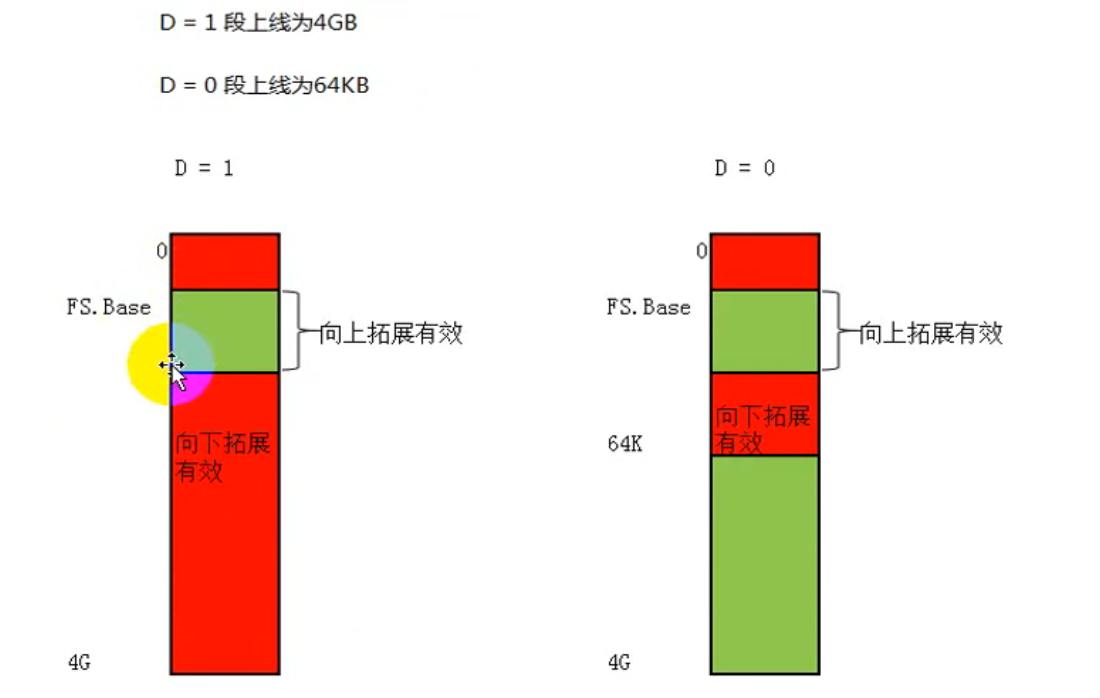 D = 1 段上线为4GB
D = 0 段上线为64KB
D = 1
D = 0
0
FS.Base
向上拓展有效
向下拓展
有效
4G
0
FS.Base
向上拓展有效
向下拓展
有效
64K
4G